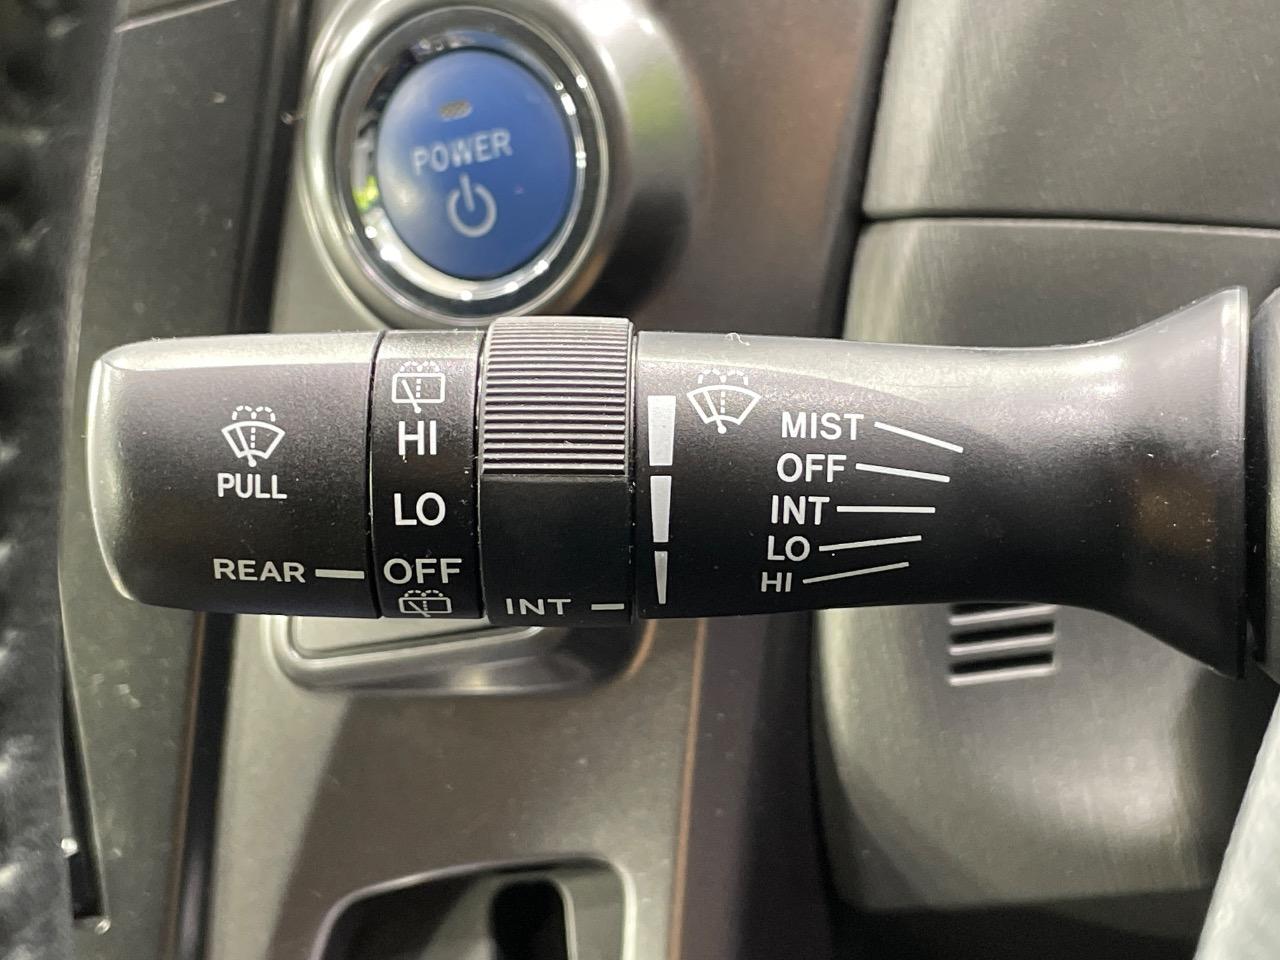 POWER
PULL
REAR
HI
LO
OFF
INT
MIST
OFF
INT
LO
HI